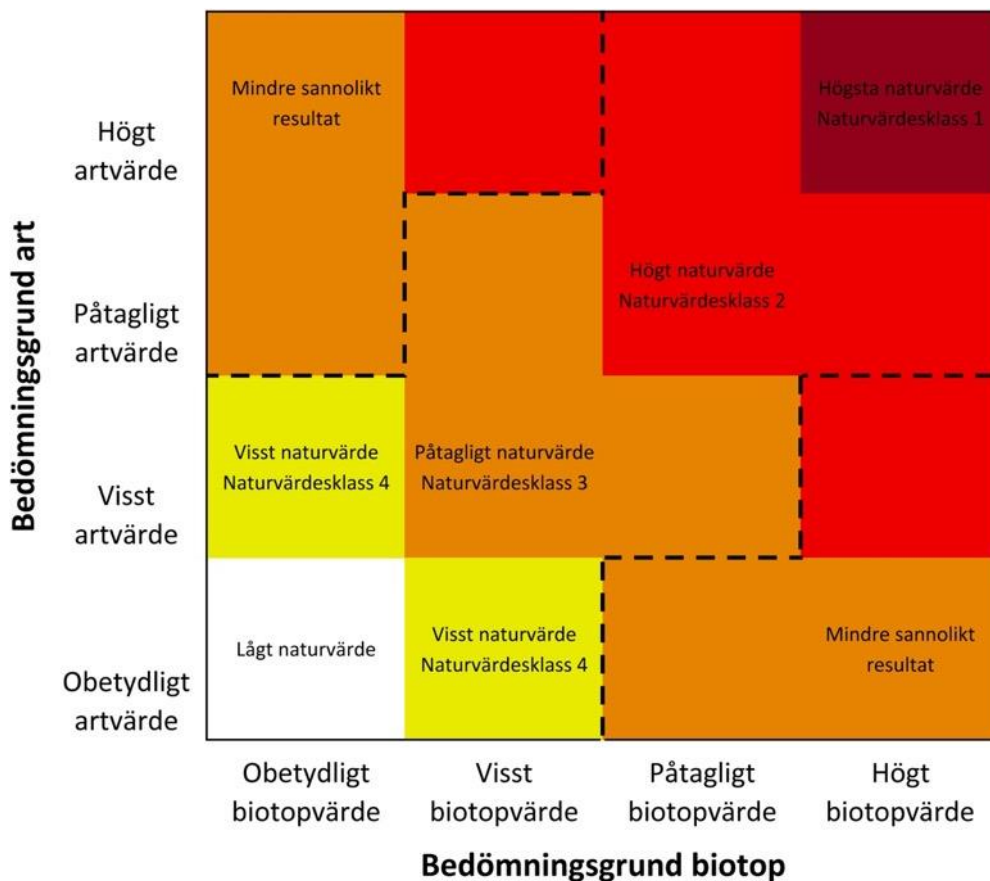 Bedömningsgrund art
Högt
artvärde
Mindre sannolikt
resultat
Högsta naturvärde
Naturvärdesklass 1
Påtagligt
artvärde
Högt naturvärde
Naturvärdesklass 2
Visst
artvärde
Visst naturvärde
Naturvärdesklass 4
Påtagligt naturvärde
Naturvärdesklass 3
Obetydligt
artvärde
Lågt naturvärde
Visst naturvärde
Naturvärdesklass 4
Mindre sannolikt
resultat
Obetydligt
biotopvärde
Visst
biotopvärde
Påtagligt
biotopvärde
Högt
biotopvärde
Bedömningsgrund biotop